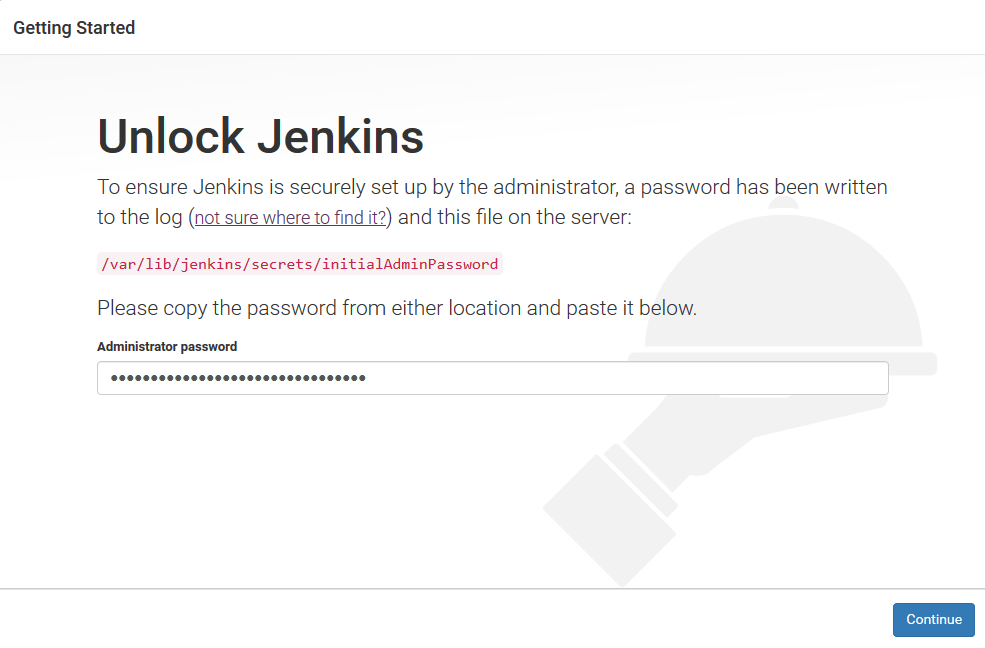 Getting Started
Unlock Jenkins
To ensure Jenkins is securely set up by the administrator, a password has been written
to the log (not sure where to find it?) and this file on the server:
/var/lib/jenkins/secrets/initialAdminPassword
Please copy the password from either location and paste it below.
Administrator password
••••••••••••••••••••••••••••••••
Continue